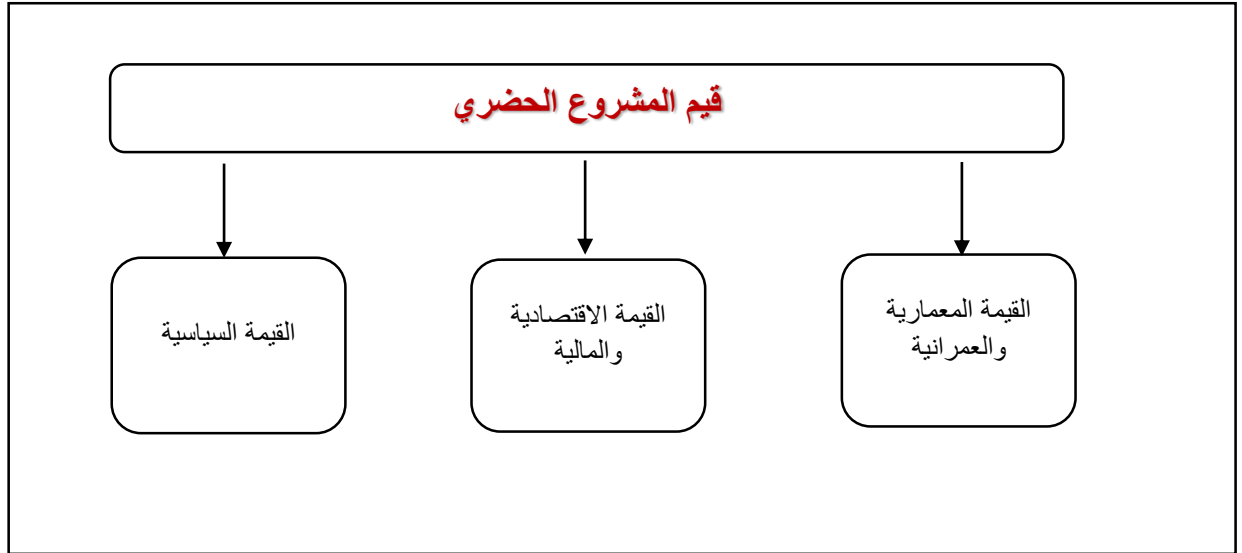 قيم المشروع الحضري
القيمة المعمارية
والعمرانية
القيمة الاقتصادية
والمالية
القيمة السياسية